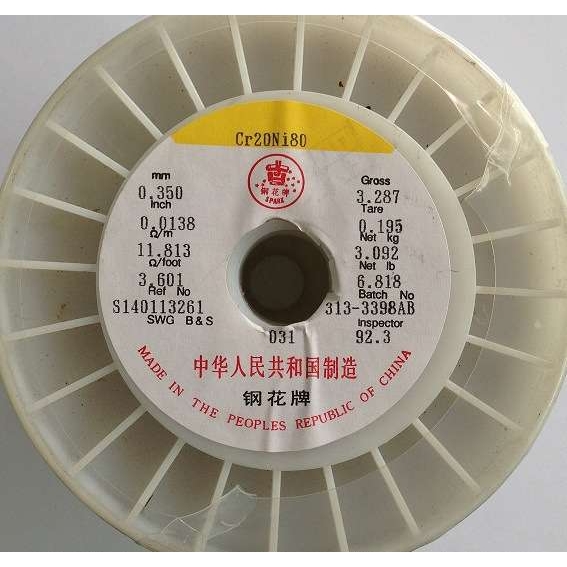 Cr20Ni80
钢花牌
SPARK
mm
0.350
Inch
0.0138
Ω/m
11.813
Ω/foot
3.601
Ref No
S140113261
SWG B&S
Gross
3.287
Tare
0.195
Net kg
3.092
Net lb
6.818
Batch No
313-3398AB
Inspector
031
92.3
中华人民共和国制造
钢花牌
MADE IN THE PEOPLES REPUBLIC OF CHINA